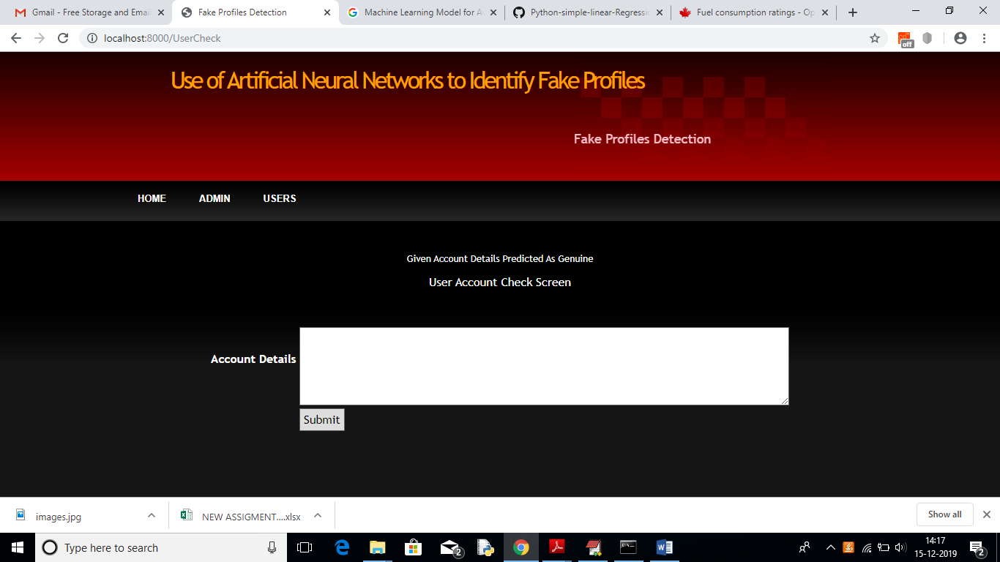 Gmail - Free Storage and Email
Fake Profiles Detection
Machine Learning Model for A
Python-simple-linear-Regressi
Fuel consumption ratings - Op
localhost:8000/UserCheck
off
Use of Artificial Neural Networks to Identify Fake Profiles
Fake Profiles Detection
HOME ADMIN USERS
Given Account Details Predicted As Genuine
User Account Check Screen
Account Details
Submit
images.jpg
NEW ASSIGMENT....xlsx
Show all
Type here to search
2
14:17
15-12-2019
2